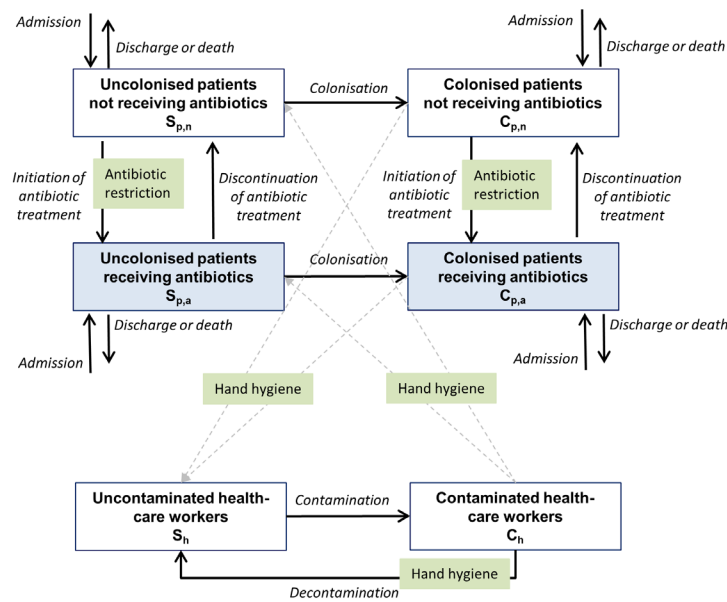 Admission
Discharge or death
Admission
Discharge or death
Uncolonised patients
not receiving antibiotics
Sp,n
Colonisation
Colonised patients
not receiving antibiotics
Cp,n
Initiation of
antibiotic
treatment
Antibiotic
restriction
Discontinuation
of antibiotic
treatment
Initiation of
antibiotic
treatment
Antibiotic
restriction
Discontinuation
of antibiotic
treatment
Uncolonised patients
receiving antibiotics
Sp,a
Colonisation
Colonised patients
receiving antibiotics
Cp,a
Discharge or death
Admission
Discharge or death
Admission
Hand hygiene
Hand hygiene
Uncontaminated health-
care workers
Sh
Contamination
Contaminated health-
care workers
Ch
Hand hygiene
Decontamination